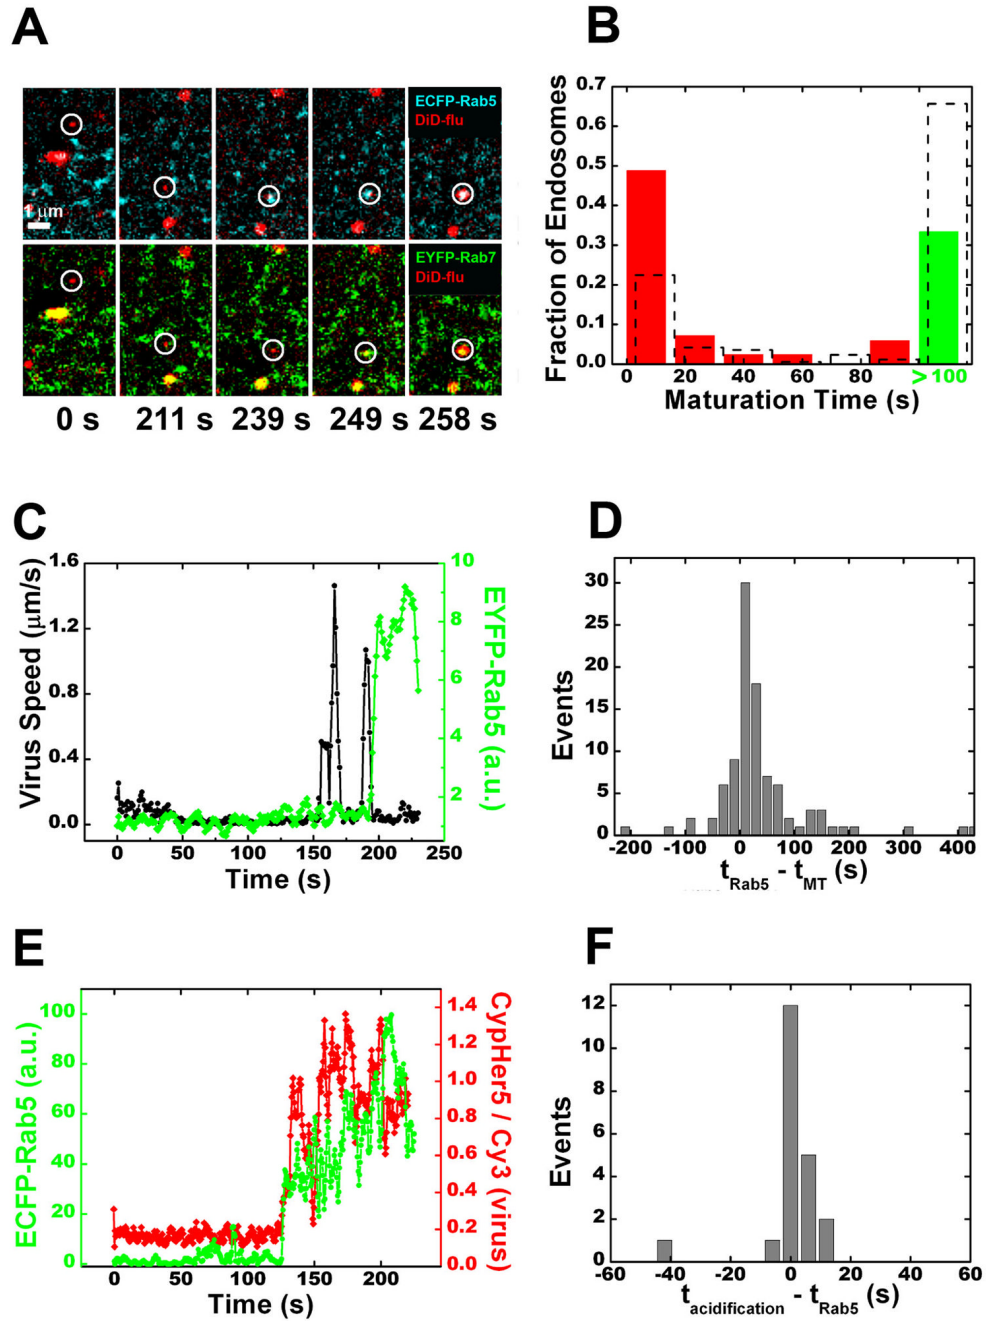 A
ECFP-Rab5
DiD-flu
1 μm
EYFP-Rab7
DiD-flu
0 s 211 s 239 s 249 s 258 s
B
Fraction of Endosomes
0.7
0.6
0.5
0.4
0.3
0.2
0.1
0.0
0 20 40 60 80 >100
Maturation Time (s)
C
Virus Speed (μm/s)
1.6
1.2
0.8
0.4
0.0
10
8
6
4
2
EYFP-Rab5 (a.u.)
0 50 100 150 200 250
Time (s)
D
Events
30
20
10
0
-200 -100 0 100 200 300 400
tRab5 - tMT (s)
E
ECFP-Rab5 (a.u.)
100
80
60
40
20
0
1.4
1.2
1.0
0.8
0.6
0.4
0.2
0.0
CypHer5 / Cy3 (virus)
0 50 100 150 200
Time (s)
F
Events
12
10
8
6
4
2
0
-60 -40 -20 0 20 40 60
tacidification - tRab5 (s)